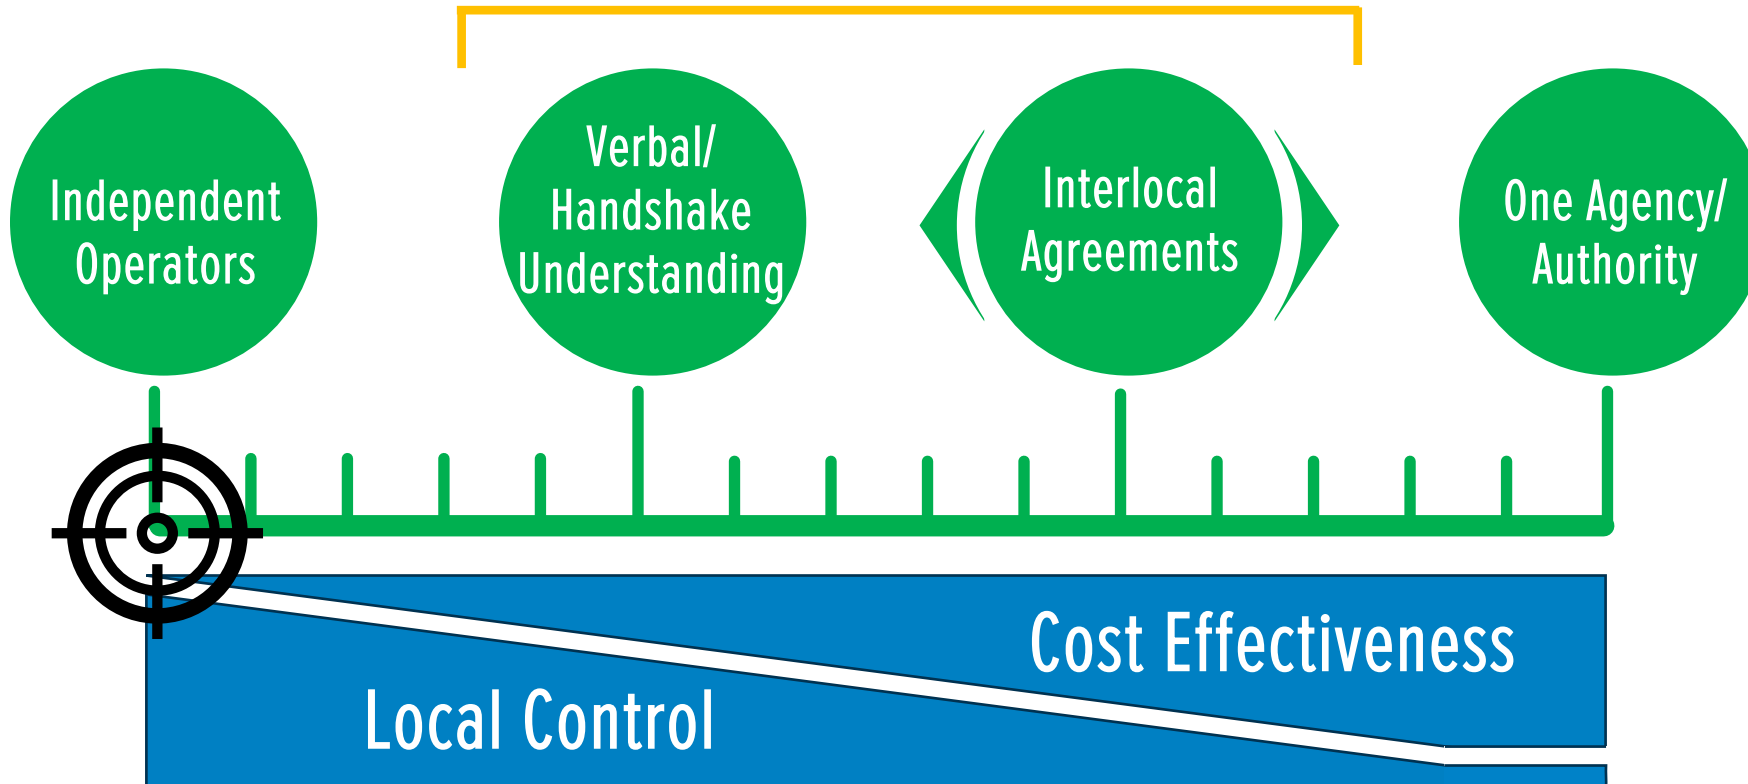 Independent
Operators
Verbal/
Handshake
Understanding
Interlocal
Agreements
One Agency/
Authority
Cost Effectiveness
Local Control